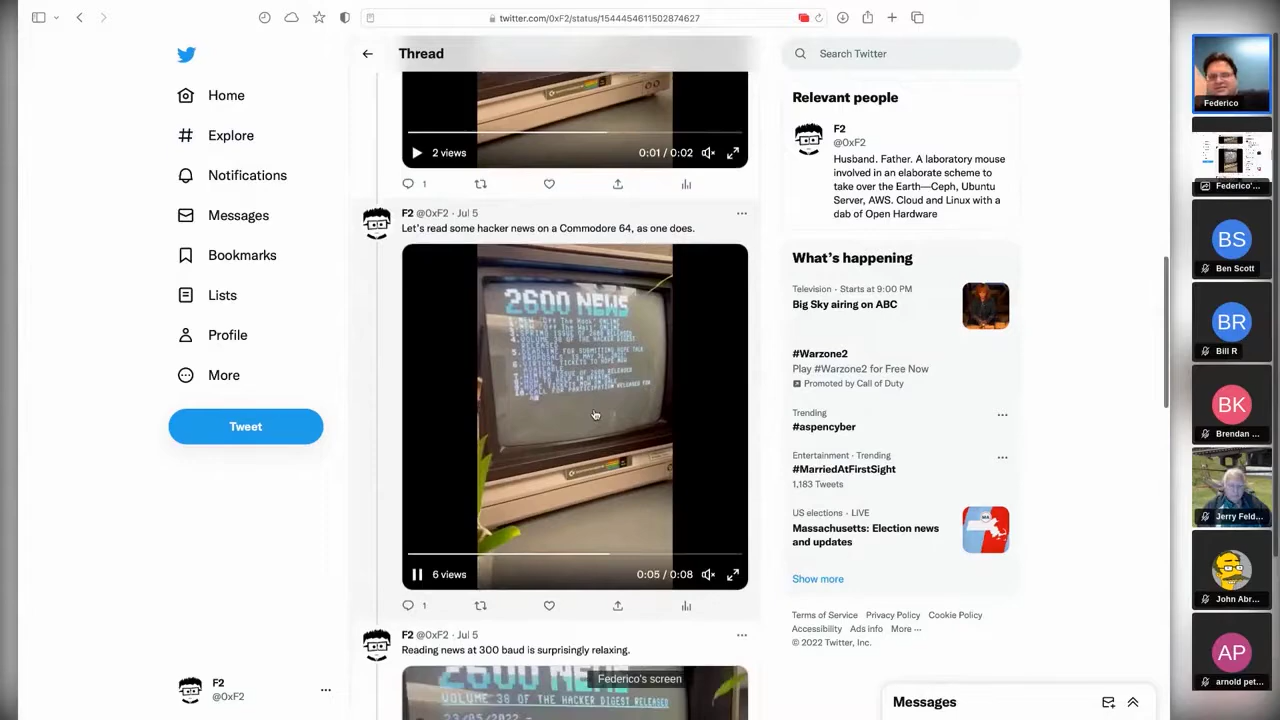 twitter.com/0xF2/status/1544454611502874627
Home
Explore
Notifications
Messages
Bookmarks
Lists
Profile
More
Tweet
F2
@0xF2
Thread
2 views
0:01 / 0:02
1
F2 @0xF2 · Jul 5
Let's read some hacker news on a Commodore 64, as one does.
2600 NEWS
6 views
0:05 / 0:08
1
F2 @0xF2 · Jul 5
Reading news at 300 baud is surprisingly relaxing.
2600 NEWS
VOLUME 38 OF THE HACKER DIGEST RELEASED
23/05/2022 -
Federico's screen
Search Twitter
Relevant people
F2
@0xF2
Husband. Father. A laboratory mouse
involved in an elaborate scheme to
take over the Earth—Ceph, Ubuntu
Server, AWS. Cloud and Linux with a
dab of Open Hardware
What's happening
Television · Starts at 9:00 PM
Big Sky airing on ABC
#Warzone2
Play #Warzone2 for Free Now
Promoted by Call of Duty
Trending
#aspencyber
Entertainment · Trending
#MarriedAtFirstSight
1,183 Tweets
US elections · LIVE
Massachusetts: Election news
and updates
MA
Show more
Terms of Service Privacy Policy Cookie Policy
Accessibility Ads info More ···
© 2022 Twitter, Inc.
Messages
Federico
Federico'...
BS
Ben Scott
BR
Bill R
BK
Brendan ...
Jerry Feld...
John Abr...
AP
arnold pet...